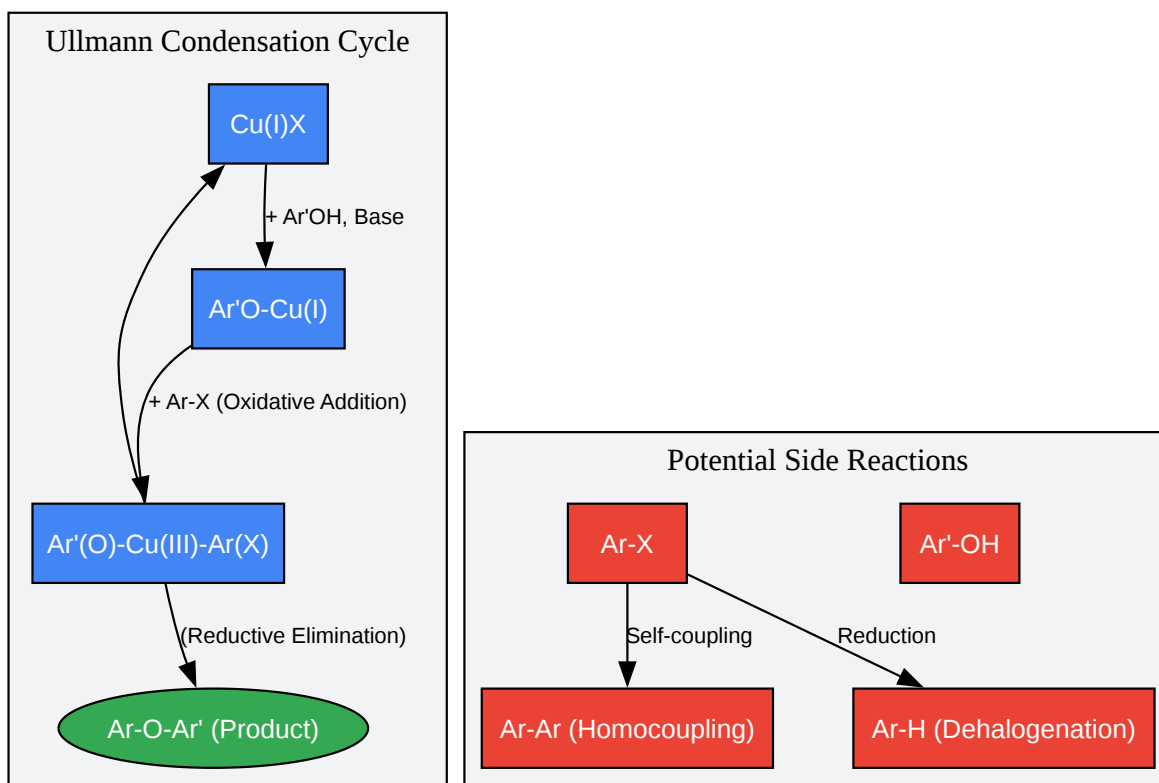 Ullmann Condensation Cycle
Cu(I)X
+ Ar'OH, Base
Ar'O-Cu(I)
+ Ar-X (Oxidative Addition)
Ar'(O)-Cu(III)-Ar(X)
(Reductive Elimination)
Ar-O-Ar' (Product)
Potential Side Reactions
Ar-X
Ar'-OH
Self-coupling
Reduction
Ar-Ar (Homocoupling)
Ar-H (Dehalogenation)